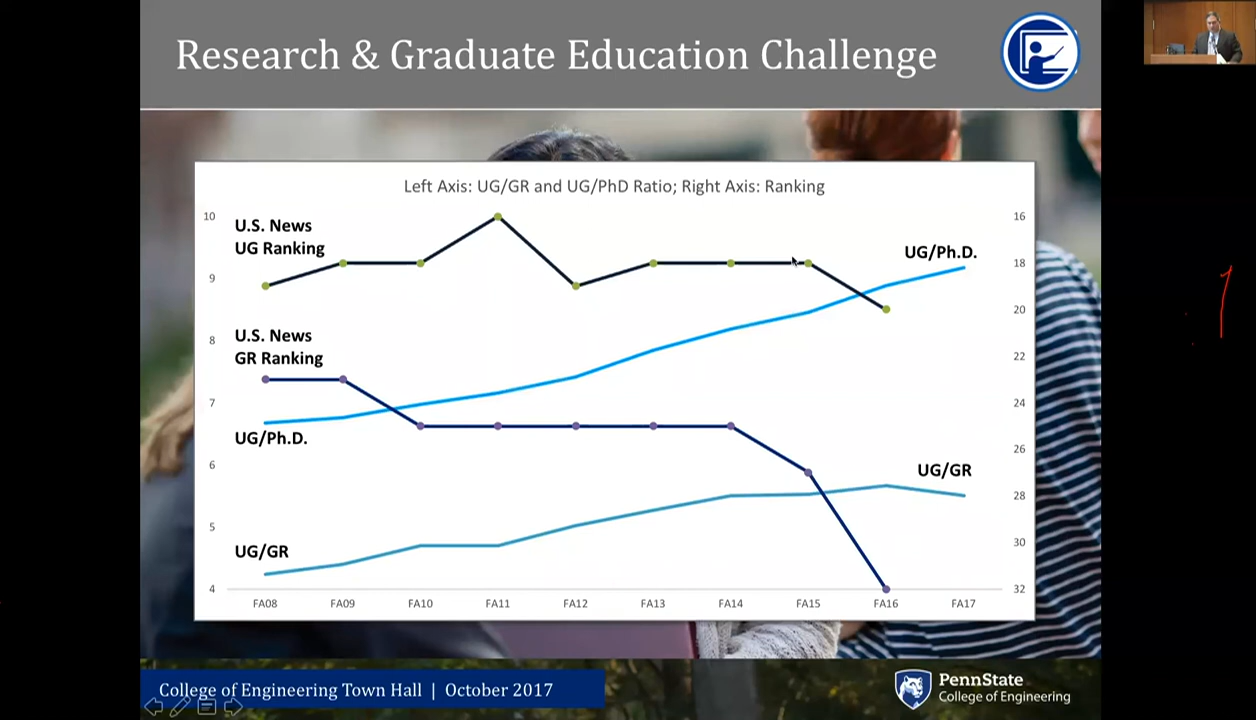 Research & Graduate Education Challenge
Left Axis: UG/GR and UG/PhD Ratio; Right Axis: Ranking
10
9
8
7
6
5
4
U.S. News
UG Ranking
U.S. News
GR Ranking
UG/Ph.D.
UG/GR
UG/Ph.D.
UG/GR
16
18
20
22
24
26
28
30
32
FA08 FA09 FA10 FA11 FA12 FA13 FA14 FA15 FA16 FA17
College of Engineering Town Hall | October 2017
PennState
College of Engineering